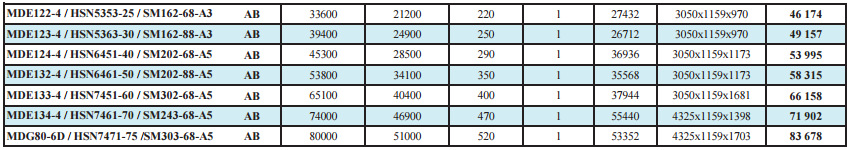 MDE122-4 / HSN5353-25 / SM162-68-A3 AB 33600 21200 220 1 27432 3050x1159x970 46 174
MDE123-4 / HSN5363-30 / SM162-88-A3 AB 39400 24900 250 1 26712 3050x1159x970 49 157
MDE124-4 / HSN6451-40 / SM202-68-A5 AB 45300 28500 290 1 36936 3050x1159x1173 53 995
MDE132-4 / HSN6461-50 / SM202-88-A5 AB 53800 34100 350 1 35568 3050x1159x1173 58 315
MDE133-4 / HSN7451-60 / SM302-68-A5 AB 65100 40400 400 1 37944 3050x1159x1681 66 158
MDE134-4 / HSN7461-70 / SM243-68-A5 AB 74000 46900 470 1 55440 4325x1159x1398 71 902
MDG80-6D / HSN7471-75 /SM303-68-A5 AB 80000 51000 520 1 53352 4325x1159x1703 83 678